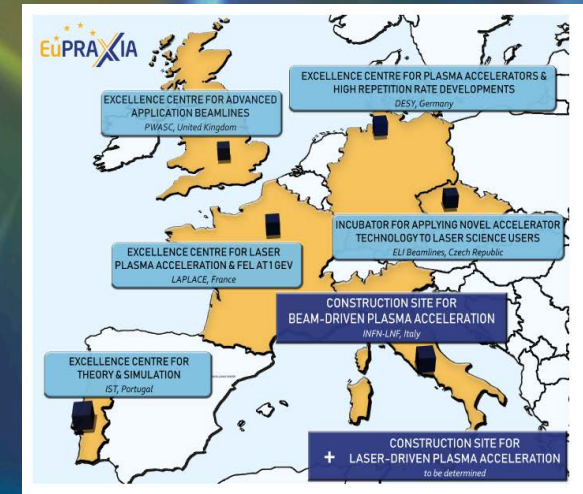 EuPRAXIA
EXCELLENCE CENTRE FOR PLASMA ACCELERATORS &
HIGH REPETITION RATE DEVELOPMENTS
DESY, Germany
EXCELLENCE CENTRE FOR ADVANCED
APPLICATION BEAMLINES
PWASC, United Kingdom
INCUBATOR FOR APPLYING NOVEL ACCELERATOR
TECHNOLOGY TO LASER SCIENCE USERS
ELI Beamlines, Czech Republic
EXCELLENCE CENTRE FOR LASER
PLASMA ACCELERATION & FEL AT 1 GEV
LAPLACE, France
CONSTRUCTION SITE FOR
BEAM-DRIVEN PLASMA ACCELERATION
INFN-LNF, Italy
EXCELLENCE CENTRE FOR
THEORY & SIMULATION
IST, Portugal
+ CONSTRUCTION SITE FOR
LASER-DRIVEN PLASMA ACCELERATION
to be determined